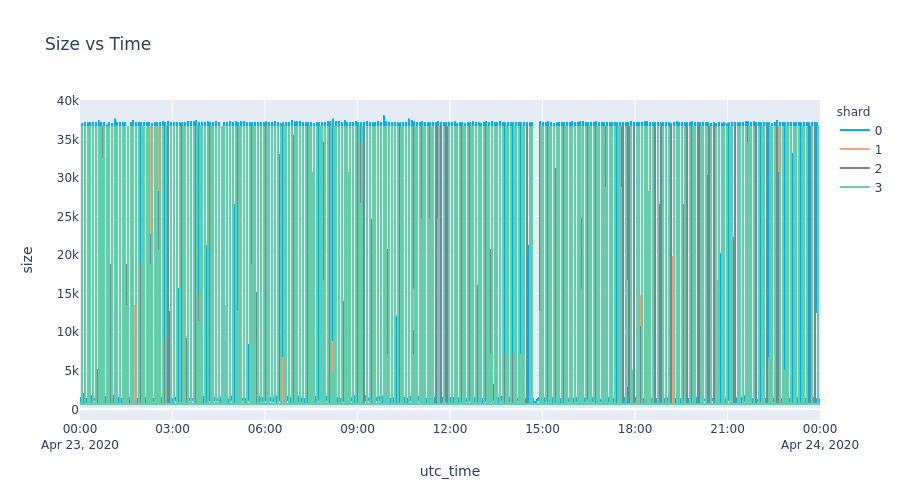 Size vs Time
40k
35k
30k
25k
20k
15k
10k
5k
0
size
00:00
Apr 23, 2020
03:00
06:00
09:00
12:00
15:00
18:00
21:00
00:00
Apr 24, 2020
utc_time
shard
0
1
2
3